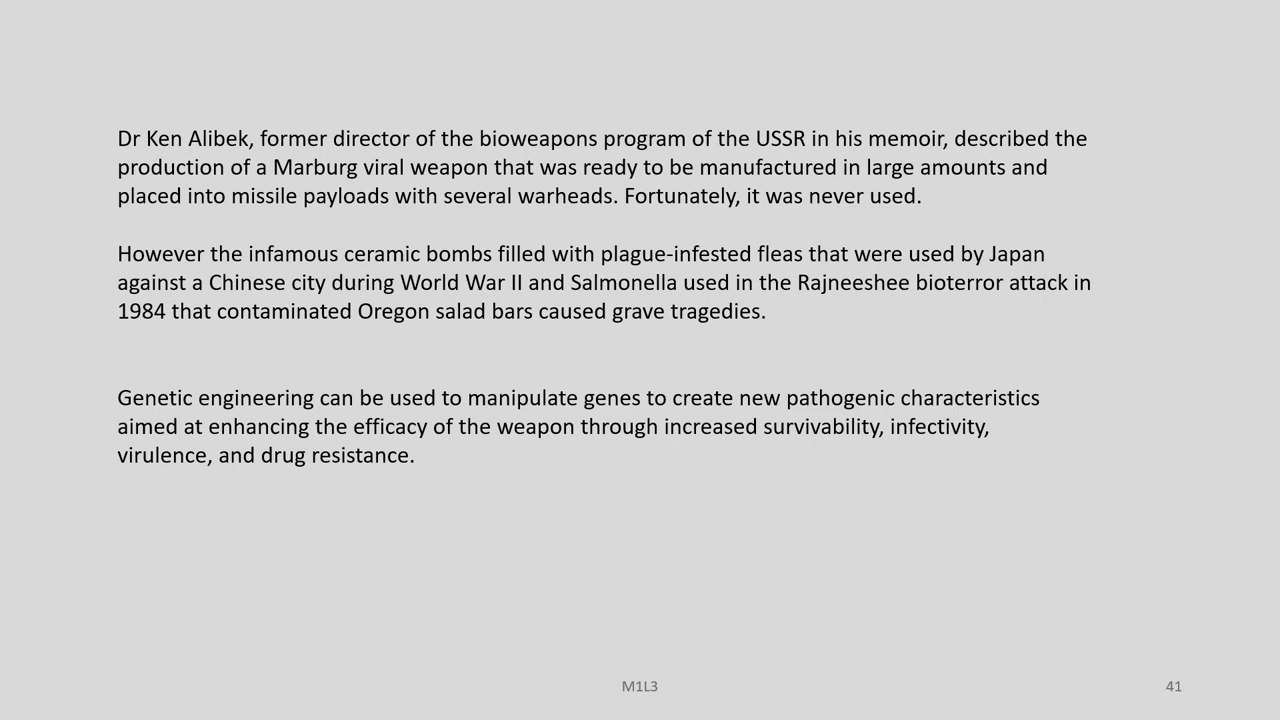 Dr Ken Alibek, former director of the bioweapons program of the USSR in his memoir, described the
production of a Marburg viral weapon that was ready to be manufactured in large amounts and
placed into missile payloads with several warheads. Fortunately, it was never used.
However the infamous ceramic bombs filled with plague-infested fleas that were used by Japan
against a Chinese city during World War II and Salmonella used in the Rajneeshee bioterror attack in
1984 that contaminated Oregon salad bars caused grave tragedies.
Genetic engineering can be used to manipulate genes to create new pathogenic characteristics
aimed at enhancing the efficacy of the weapon through increased survivability, infectivity,
virulence, and drug resistance.
M1L3
41